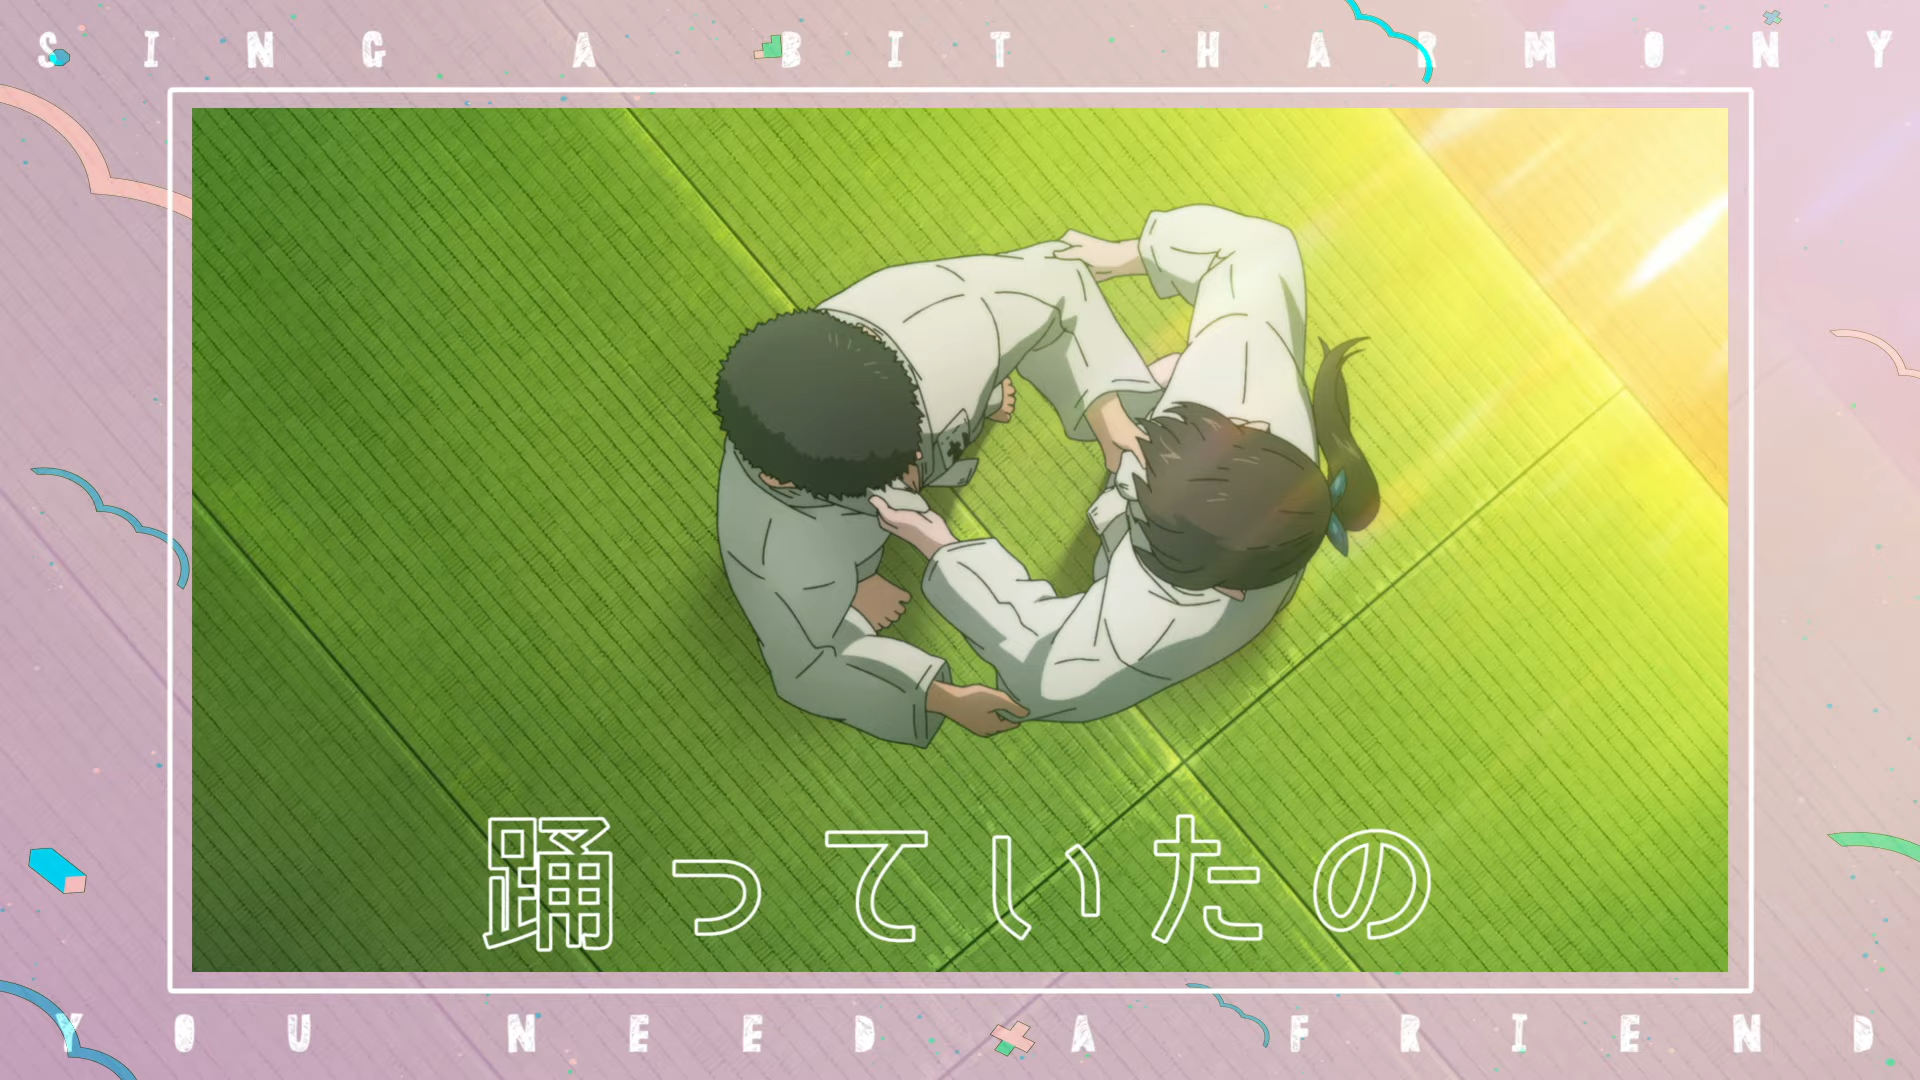 SING A BIT HARMONY
踊っていたの
YOU NEED A FRIEND